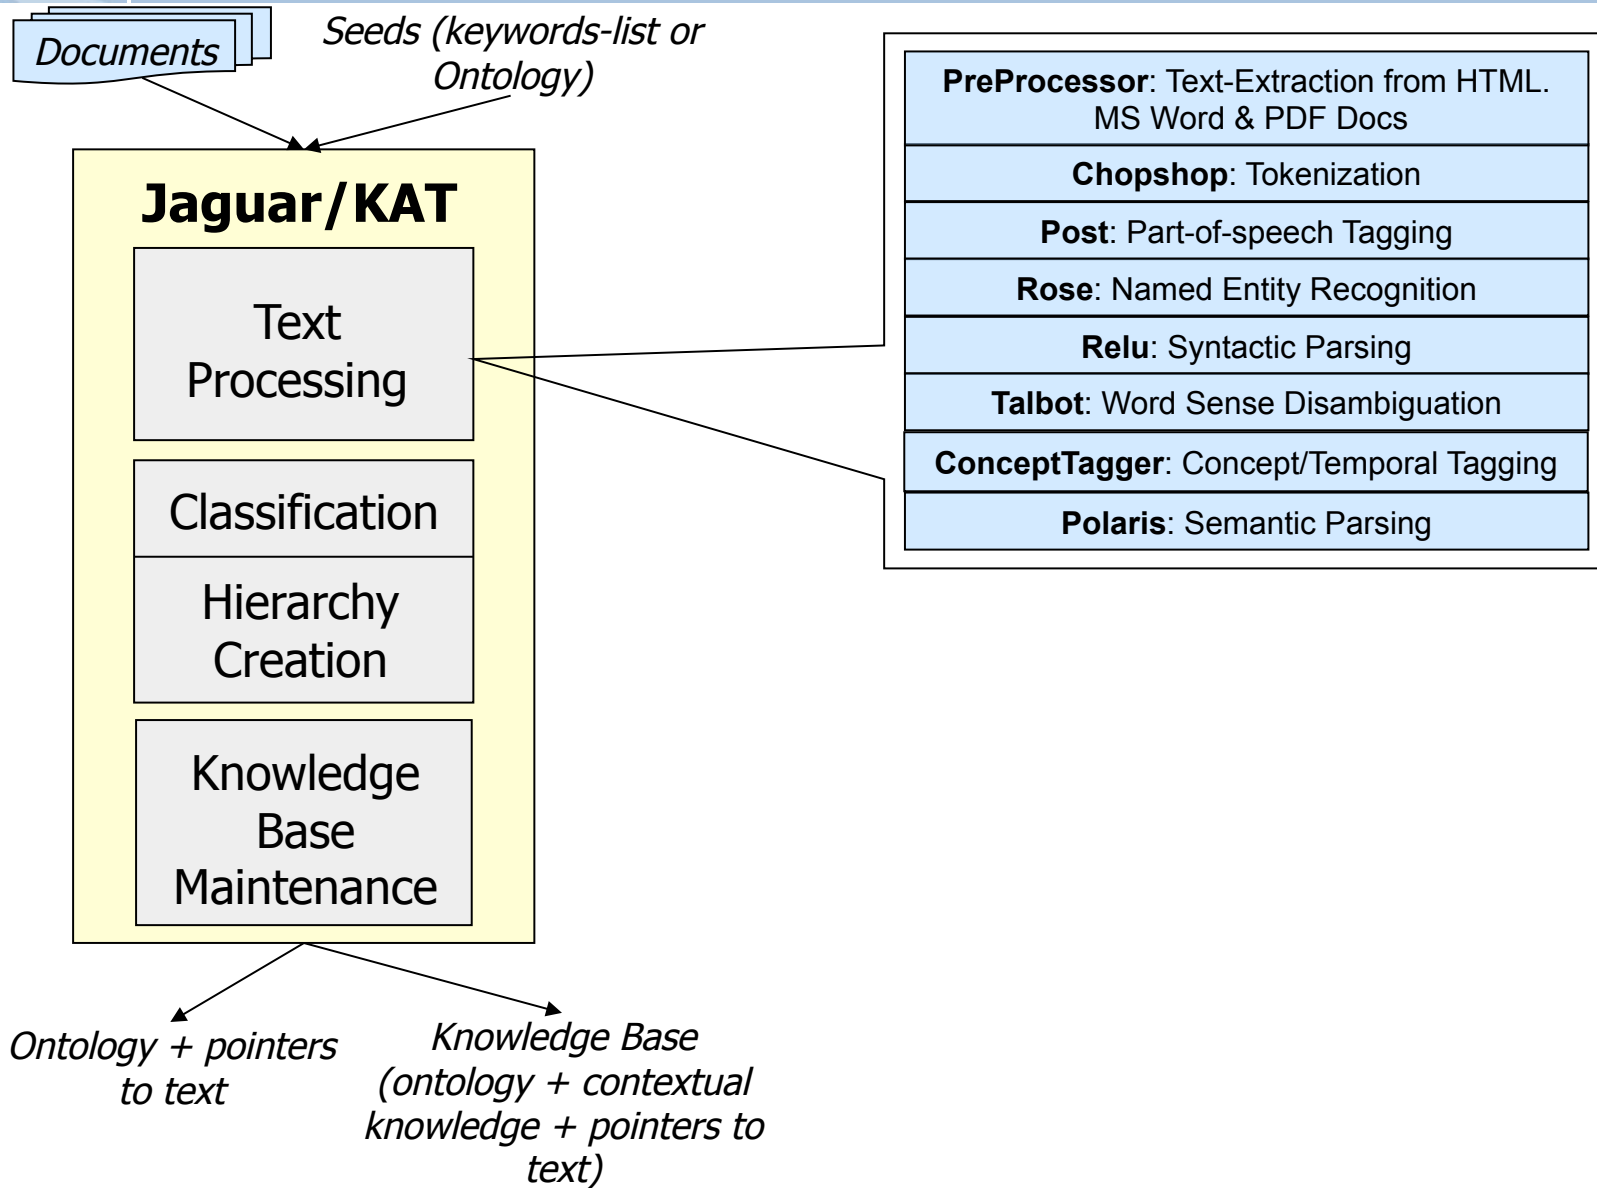 Documents
Seeds (keywords-list or
Ontology)
Jaguar/KAT
Text
Processing
Classification
Hierarchy
Creation
Knowledge
Base
Maintenance
Ontology + pointers
to text
Knowledge Base
(ontology + contextual
knowledge + pointers to
text)
PreProcessor: Text-Extraction from HTML.
MS Word & PDF Docs
Chopshop: Tokenization
Post: Part-of-speech Tagging
Rose: Named Entity Recognition
Relu: Syntactic Parsing
Talbot: Word Sense Disambiguation
ConceptTagger: Concept/Temporal Tagging
Polaris: Semantic Parsing